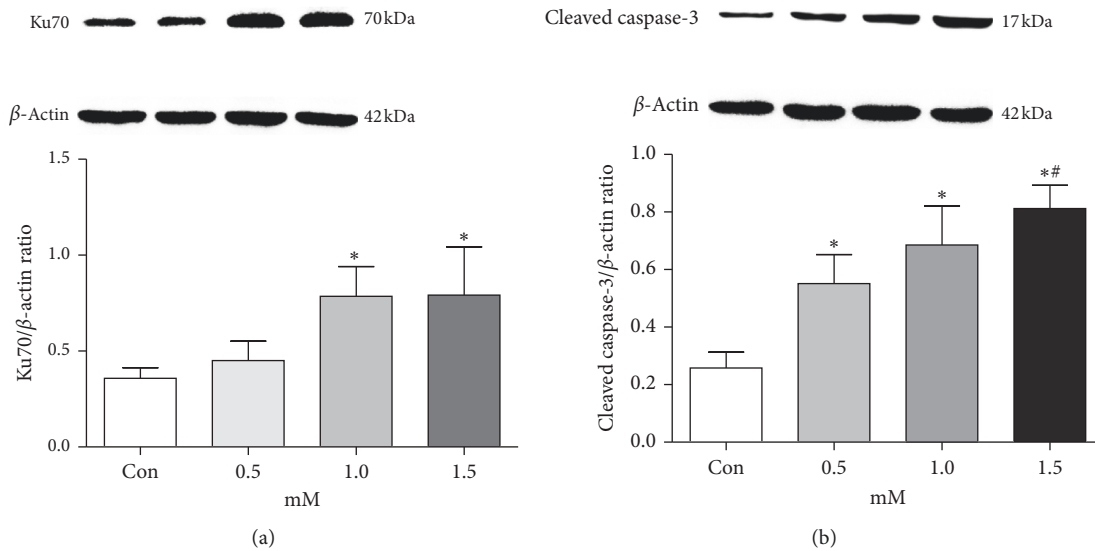 Ku70
70 kDa
β-Actin
42 kDa
1.5
1.0
0.5
0.0
Ku70/β-actin ratio
*
*
Con
0.5
1.0
1.5
mM
(a)
Cleaved caspase-3
17 kDa
β-Actin
42 kDa
1.0
0.8
0.6
0.4
0.2
0.0
Cleaved caspase-3/β-actin ratio
*
*
*#
Con
0.5
1.0
1.5
mM
(b)